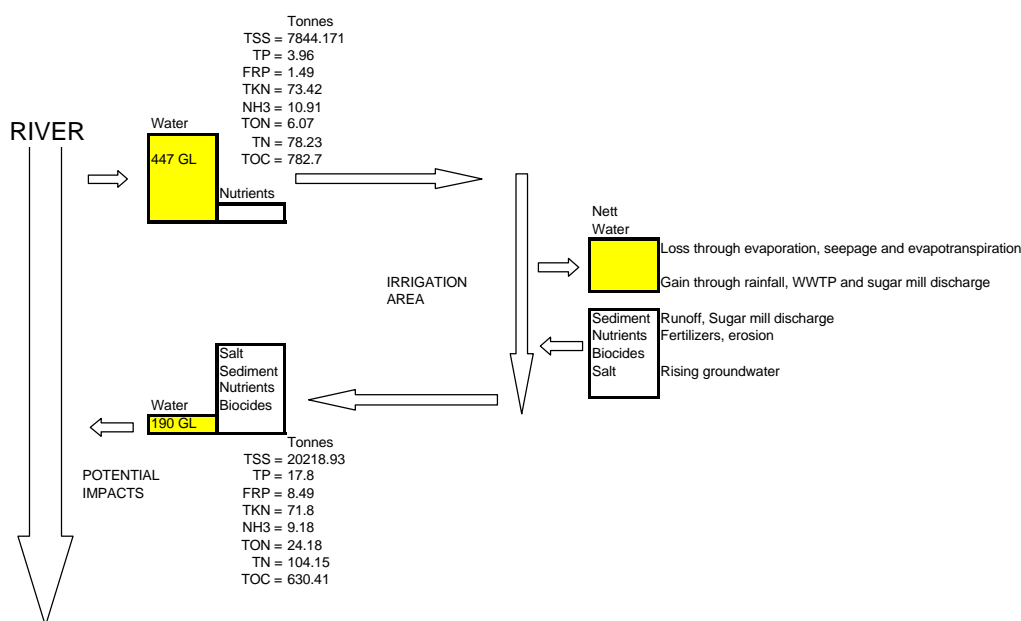 Tonnes
TSS = 7844.171
TP = 3.96
FRP = 1.49
TKN = 73.42
NH3 = 10.91
TON = 6.07
TN = 78.23
TOC = 782.7
RIVER
Water
447 GL
Nutrients
Nett
Water
Loss through evaporation, seepage and evapotranspiration
Gain through rainfall, WWTP and sugar mill discharge
IRRIGATION
AREA
Sediment Runoff, Sugar mill discharge
Nutrients Fertilizers, erosion
Biocides
Salt Rising groundwater
Salt
Sediment
Nutrients
Biocides
Water
190 GL
POTENTIAL
IMPACTS
Tonnes
TSS = 20218.93
TP = 17.8
FRP = 8.49
TKN = 71.8
NH3 = 9.18
TON = 24.18
TN = 104.15
TOC = 630.41